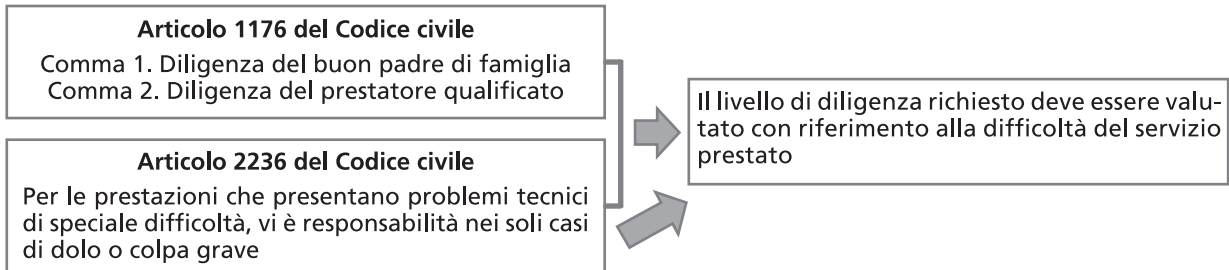 Articolo 1176 del Codice civile
Comma 1. Diligenza del buon padre di famiglia
Comma 2. Diligenza del prestatore qualificato
Articolo 2236 del Codice civile
Per le prestazioni che presentano problemi tecnici
di speciale difficoltà, vi è responsabilità nei soli casi
di dolo o colpa grave
Il livello di diligenza richiesto deve essere valu-
tato con riferimento alla difficoltà del servizio
prestato